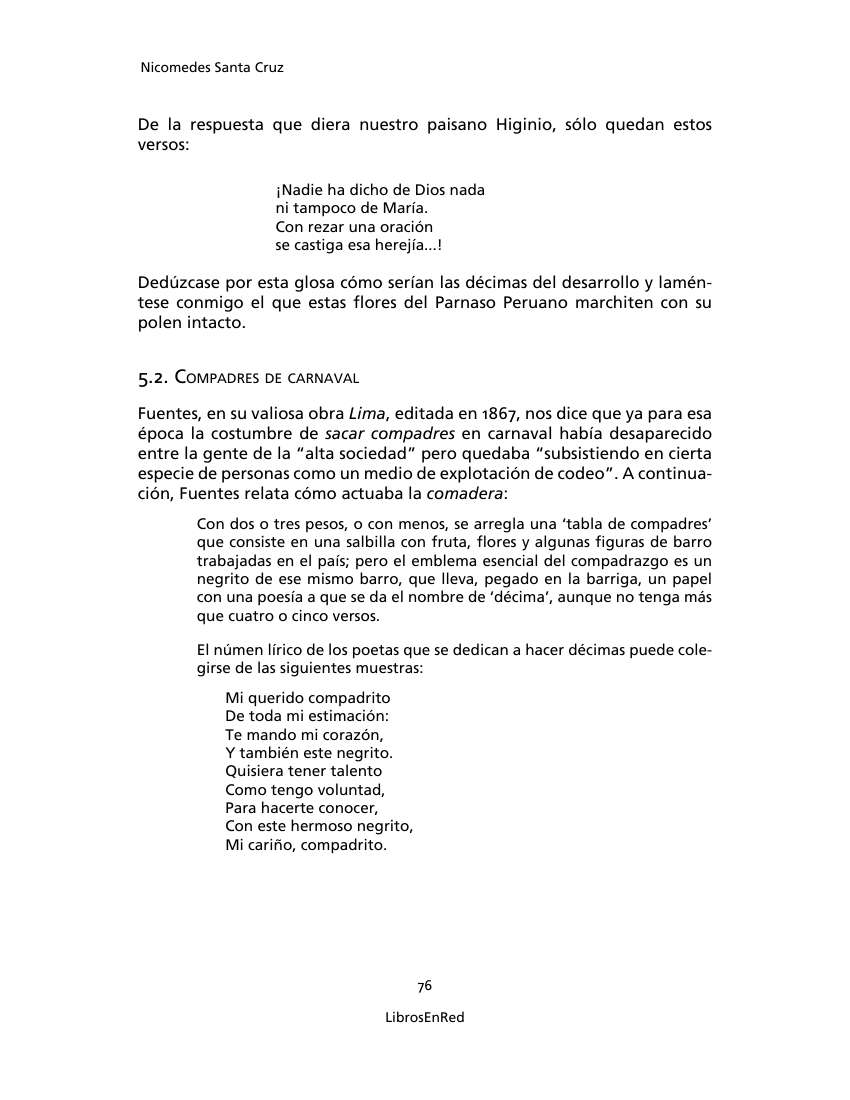 Nicomedes Santa Cruz
De la respuesta que diera nuestro paisano Higinio, sólo quedan estos
versos:
¡Nadie ha dicho de Dios nada
ni tampoco de María.
Con rezar una oración
se castiga esa herejía...!
Dedúzcase por esta glosa cómo serían las décimas del desarrollo y lamén-
tese conmigo el que estas flores del Parnaso Peruano marchiten con su
polen intacto.
5.2. Compadres de carnaval
Fuentes, en su valiosa obra Lima, editada en 1867, nos dice que ya para esa
época la costumbre de sacar compadres en carnaval había desaparecido
entre la gente de la “alta sociedad” pero quedaba “subsistiendo en cierta
especie de personas como un medio de explotación de codeo”. A continua-
ción, Fuentes relata cómo actuaba la comadera:
Con dos o tres pesos, o con menos, se arregla una ‘tabla de compadres’
que consiste en una salbilla con fruta, flores y algunas figuras de barro
trabajadas en el país; pero el emblema esencial del compadrazgo es un
negrito de ese mismo barro, que lleva, pegado en la barriga, un papel
con una poesía a que se da el nombre de ‘décima’, aunque no tenga más
que cuatro o cinco versos.
El númen lírico de los poetas que se dedican a hacer décimas puede cole-
girse de las siguientes muestras:
Mi querido compadrito
De toda mi estimación:
Te mando mi corazón,
Y también este negrito.
Quisiera tener talento
Como tengo voluntad,
Para hacerte conocer,
Con este hermoso negrito,
Mi cariño, compadrito.
76
LibrosEnRed